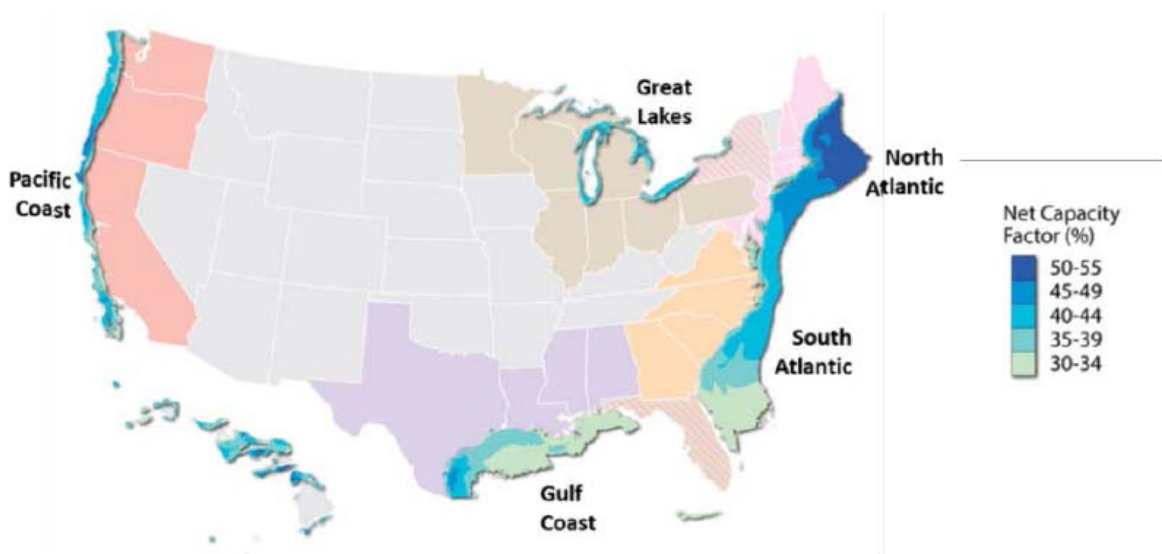 Great
Lakes
North
Atlantic
Pacific
Coast
Net Capacity
Factor (%)
50-55
45-49
40-44
35-39
30-34
South
Atlantic
Gulf
Coast